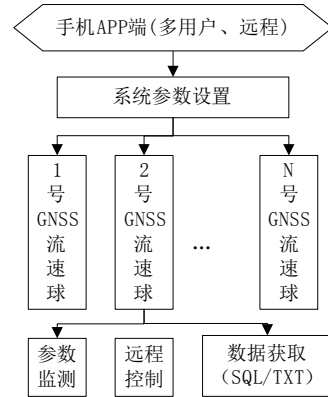 手机APP端(多用户、远程)
系统参数设置
1
号
GNSS
流
速
球
2
号
GNSS
流
速
球
...
N
号
GNSS
流
速
球
参数
监测
远程
控制
数据获取
(SQL/TXT)